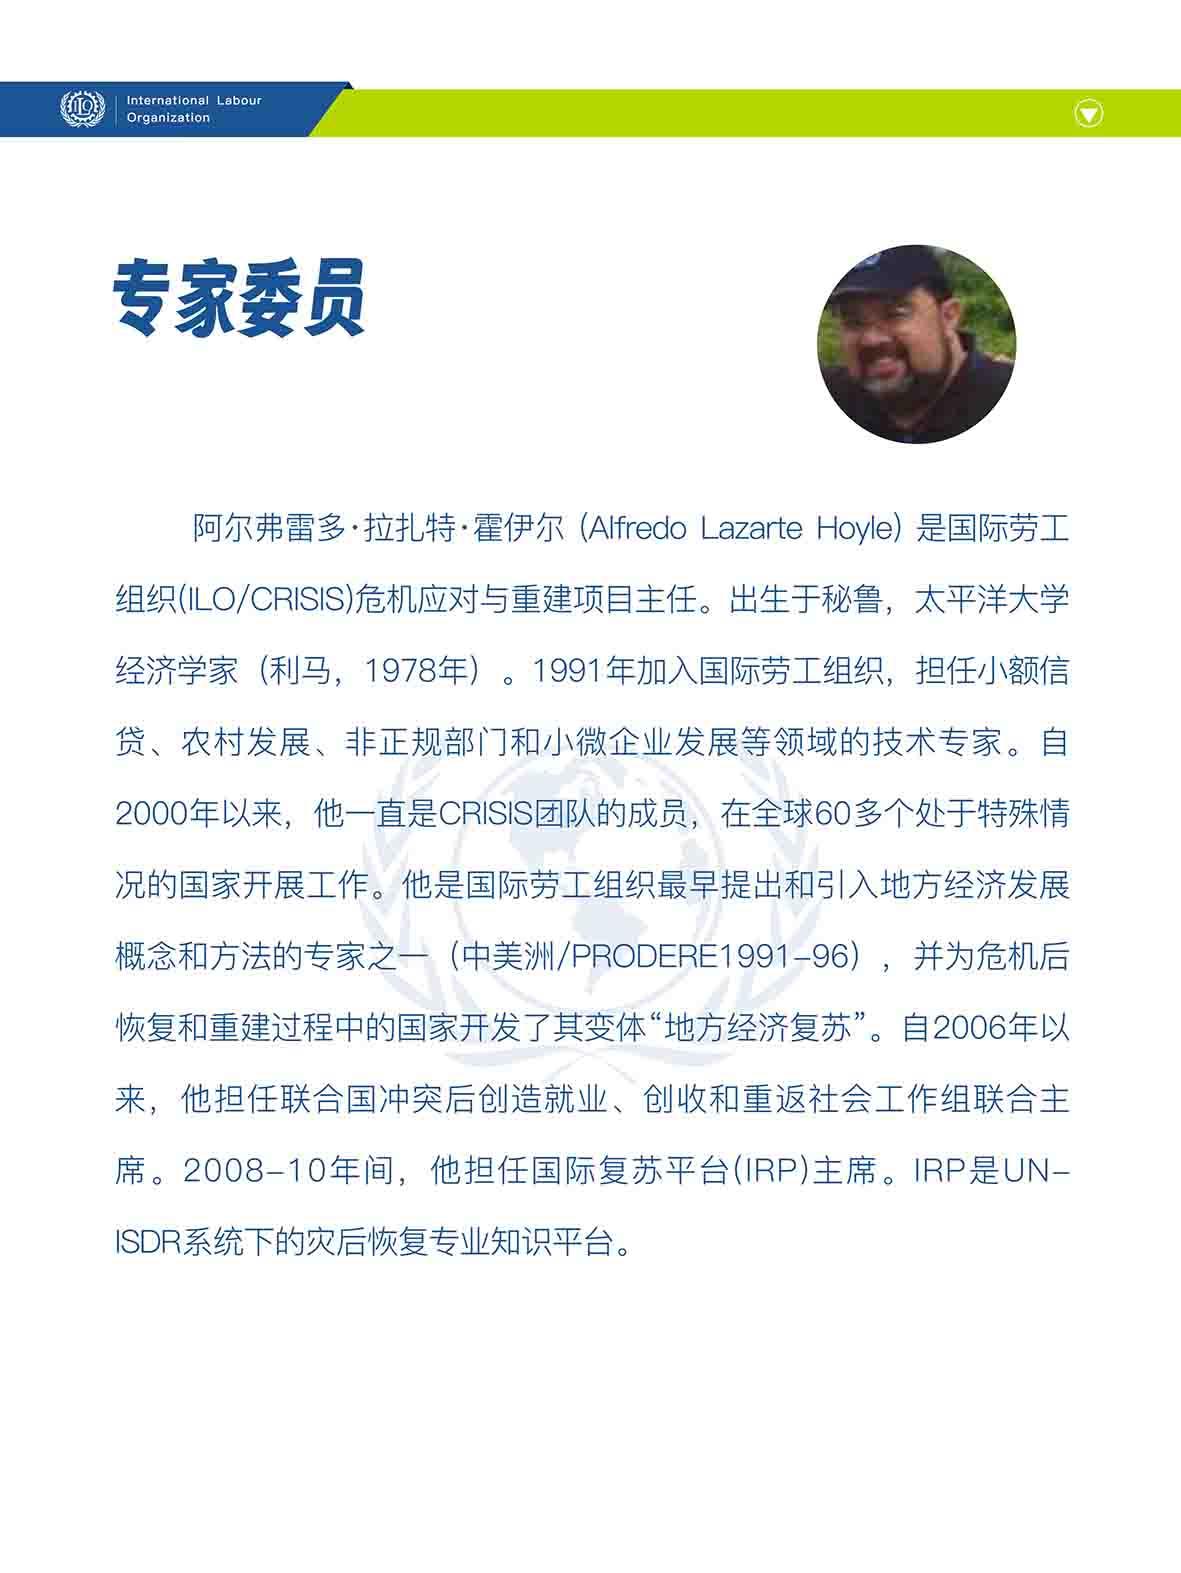 International Labour
Organization
专家委员
阿尔弗雷多·拉扎特·霍伊尔（Alfredo Lazarte Hoyle）是国际劳工
组织(ILO/CRISIS)危机应对与重建项目主任。出生于秘鲁，太平洋大学
经济学家（利马，1978年）。1991年加入国际劳工组织，担任小额信
贷、农村发展、非正规部门和小微企业发展等领域的技术专家。自
2000年以来，他一直是CRISIS团队的成员，在全球60多个处于特殊情
况的国家开展工作。他是国际劳工组织最早提出和引入地方经济发展
概念和方法的专家之一（中美洲/PRODERE1991-96），并为危机后
恢复和重建过程中的国家开发了其变体“地方经济复苏”。自2006年以
来，他担任联合国冲突后创造就业、创收和重返社会工作组联合主
席。2008-10年间，他担任国际复苏平台(IRP)主席。IRP是UN-
ISDR系统下的灾后恢复专业知识平台。